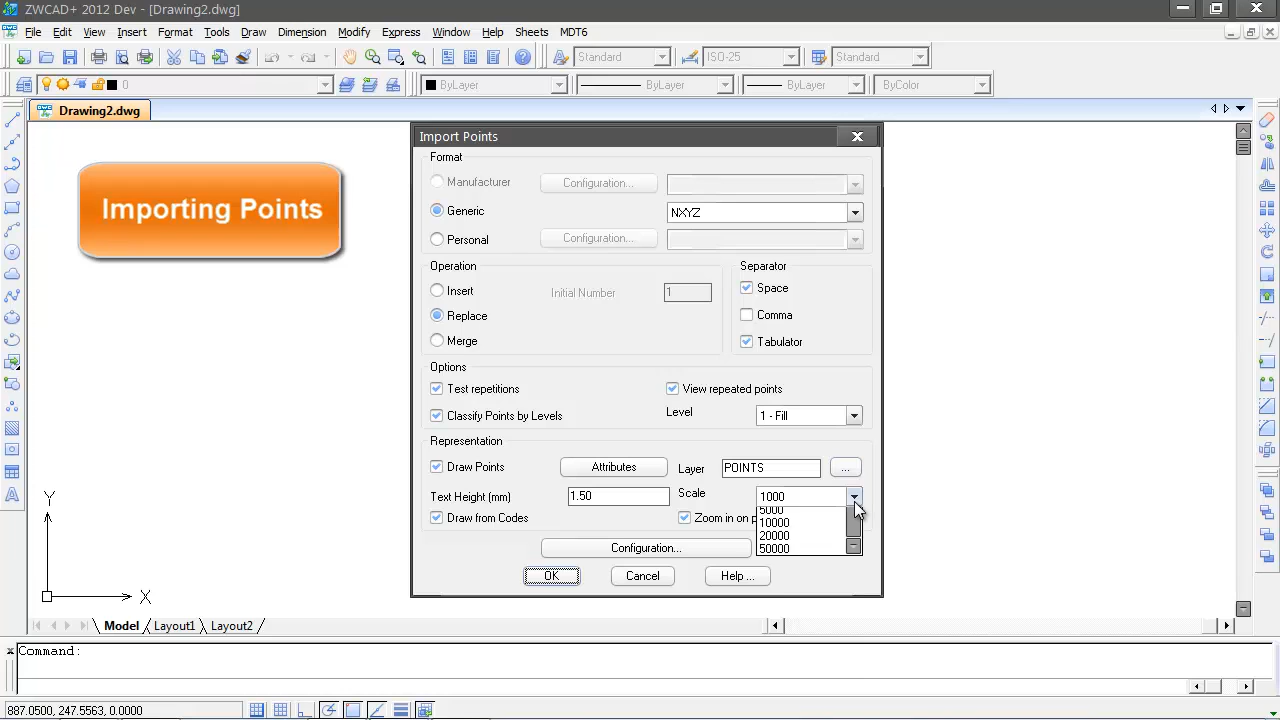 ZWCAD+ 2012 Dev - [Drawing2.dwg]
File Edit View Insert Format Tools Draw Dimension Modify Express Window Help Sheets MDT6
Standard ISO-25 Standard
0 ByLayer ByLayer ByLayer ByColor
Drawing2.dwg
Importing Points
Import Points
Format
Manufacturer Configuration...
Generic NXYZ
Personal Configuration...
Operation Separator
Insert Initial Number 1 Space
Replace Comma
Merge Tabulator
Options
Test repetitions View repeated points
Classify Points by Levels Level 1 - Fill
Representation
Draw Points Attributes Layer POINTS ...
Text Height (mm) 1.50 Scale 1000
5000
Draw from Codes Zoom in on p
10000
20000
50000
Configuration...
OK Cancel Help ...
Y
X
Model Layout1 Layout2
Command:
887.0500, 247.5563, 0.0000